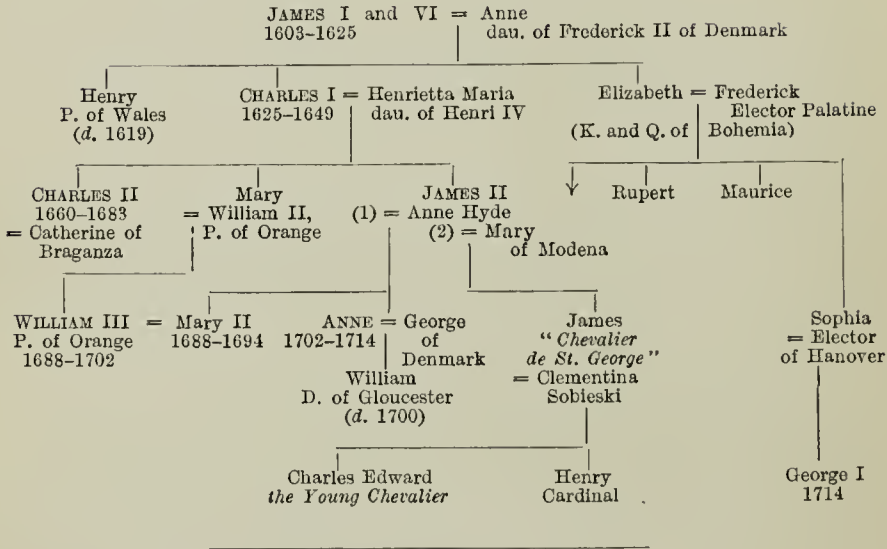 JAMES I and VI = Anne
1603–1625 dau. of Frederick II of Denmark
Henry
P. of Wales
(d. 1619)
CHARLES I = Henrietta Maria
1625–1649 dau. of Henri IV
Elizabeth = Frederick
Elector Palatine
(K. and Q. of Bohemia)
CHARLES II
1660–1683
= Catherine of
Braganza
Mary
= William II,
P. of Orange
JAMES II
(1) = Anne Hyde
(2) = Mary
of Modena
Rupert
Maurice
WILLIAM III = Mary II
P. of Orange 1688–1694
1688–1702
ANNE = George
1702–1714 of
Denmark
William
D. of Gloucester
(d. 1700)
James
"Chevalier
de St. George"
= Clementina
Sobieski
Sophia
= Elector
of Hanover
Charles Edward
the Young Chevalier
Henry
Cardinal
George I
1714